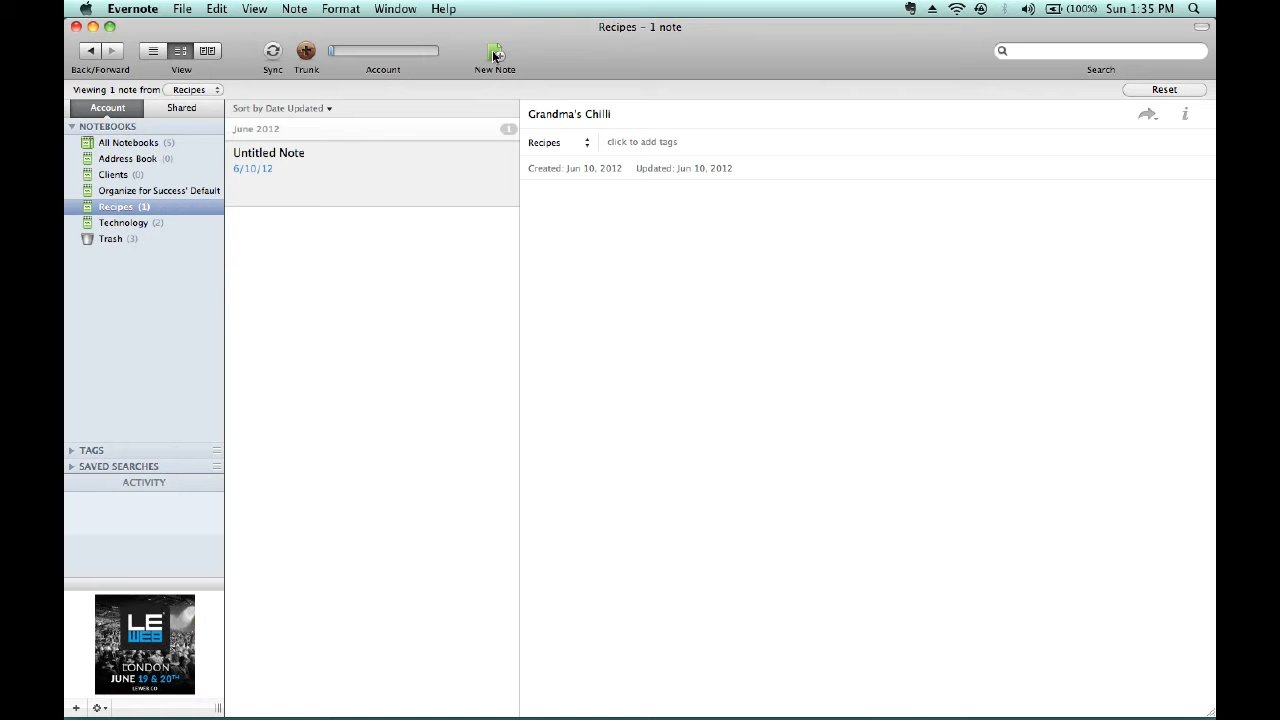 Evernote File Edit View Note Format Window Help (100%) Sun 1:35 PM
Recipes – 1 note
Back/Forward View Sync Trunk Account New Note Search
Viewing 1 note from Recipes Reset
Account Shared
NOTEBOOKS
All Notebooks (5)
Address Book (0)
Clients (0)
Organize for Success' Default
Recipes (1)
Technology (2)
Trash (3)
TAGS
SAVED SEARCHES
ACTIVITY
LE
WEB
LONDON
JUNE 19 & 20TH
LEWEB.CO
Sort by Date Updated
June 2012 1
Untitled Note
6/10/12
Grandma's Chilli
Recipes click to add tags
Created: Jun 10, 2012 Updated: Jun 10, 2012